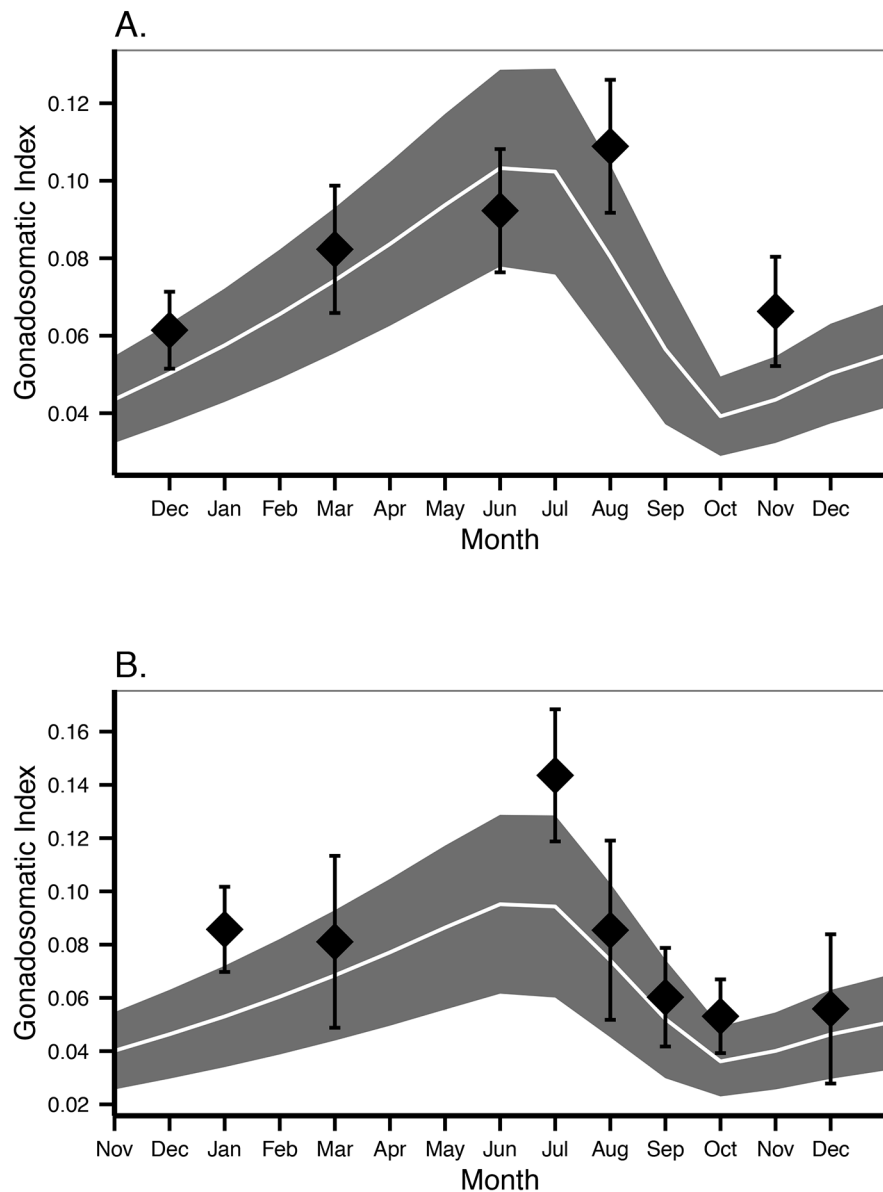 A.
Gonadosomatic Index
0.12
0.10
0.08
0.06
0.04
Dec Jan Feb Mar Apr May Jun Jul Aug Sep Oct Nov Dec
Month
B.
Gonadosomatic Index
0.16
0.14
0.12
0.10
0.08
0.06
0.04
0.02
Nov Dec Jan Feb Mar Apr May Jun Jul Aug Sep Oct Nov Dec
Month